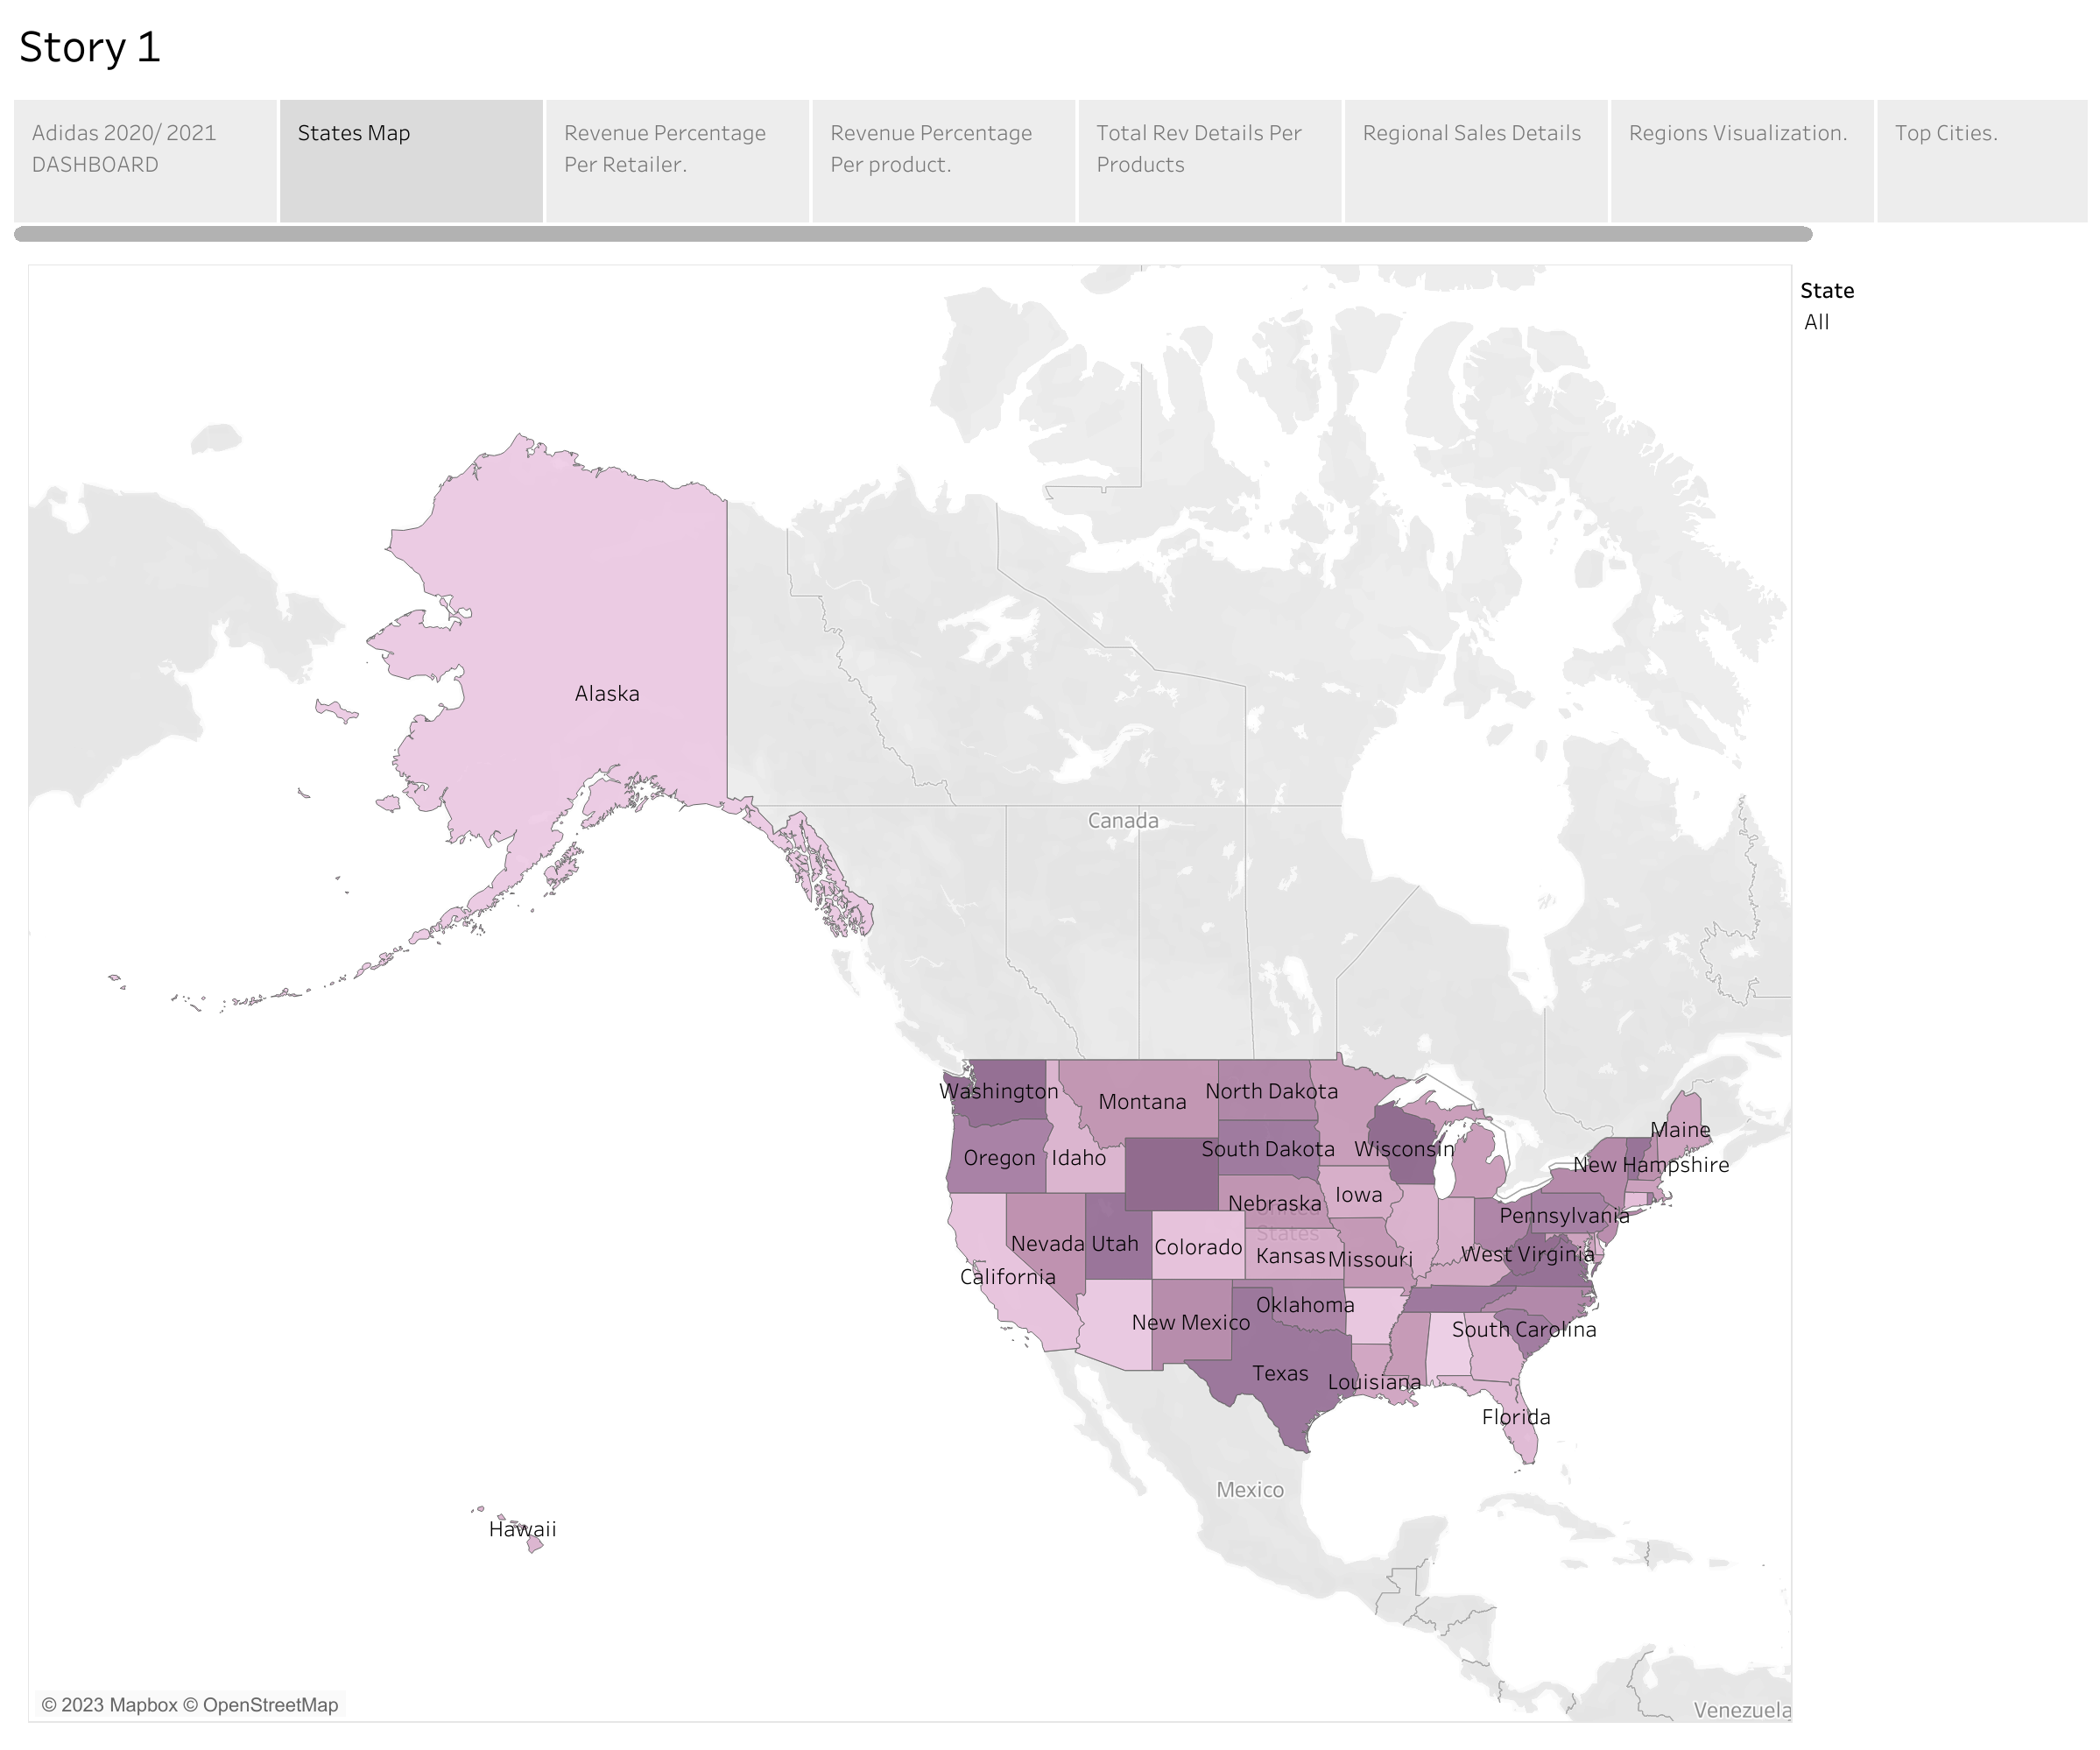 Story 1
Adidas 2020/ 2021
DASHBOARD
States Map
Revenue Percentage
Per Retailer.
Revenue Percentage
Per product.
Total Rev Details Per
Products
Regional Sales Details
Regions Visualization.
Top Cities.
State
All
Alaska
Canada
Washington
Montana
North Dakota
Maine
Oregon
Idaho
South Dakota
Wisconsin
New Hampshire
Nebraska
Iowa
Pennsylvania
United
States
Nevada
Utah
Colorado
Kansas
Missouri
West Virginia
California
New Mexico
Oklahoma
South Carolina
Texas
Louisiana
Florida
Mexico
Hawaii
Venezuela
© 2023 Mapbox © OpenStreetMap